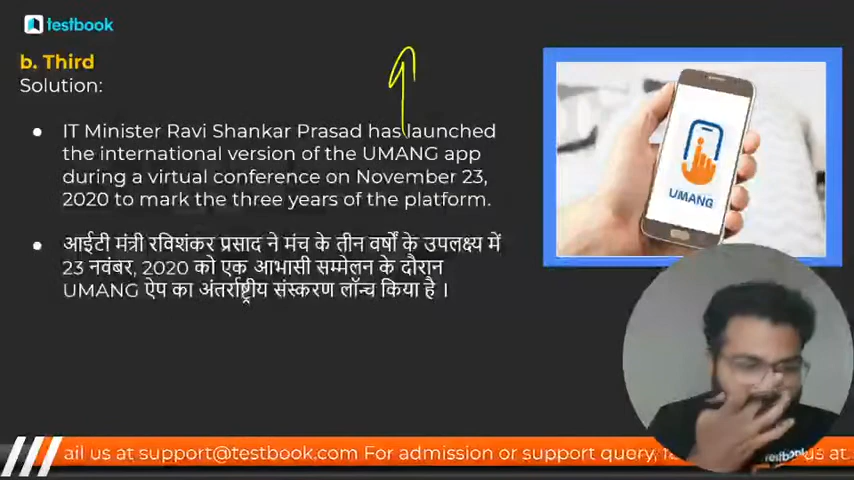 testbook
b. Third
Solution:
IT Minister Ravi Shankar Prasad has launched
the international version of the UMANG app
during a virtual conference on November 23,
2020 to mark the three years of the platform.
आईटी मंत्री रविशंकर प्रसाद ने मंच के तीन वर्षों के उपलक्ष्य में
23 नवंबर, 2020 को एक आभासी सम्मेलन के दौरान
UMANG ऐप का अंतर्राष्ट्रीय संस्करण लॉन्च किया है ।
UMANG
ail us at support@testbook.com For admission or support query, us at